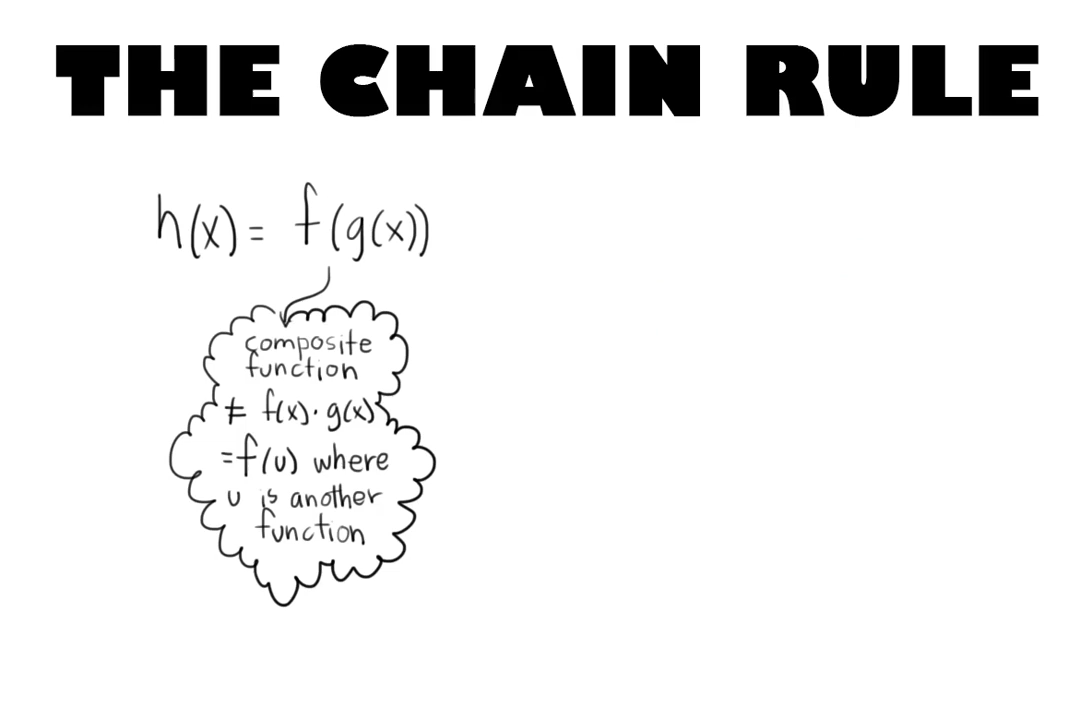 THE CHAIN RULE
h(x) = f(g(x))
composite
function
≠ f(x)·g(x)
=f(u) where
u is another
function